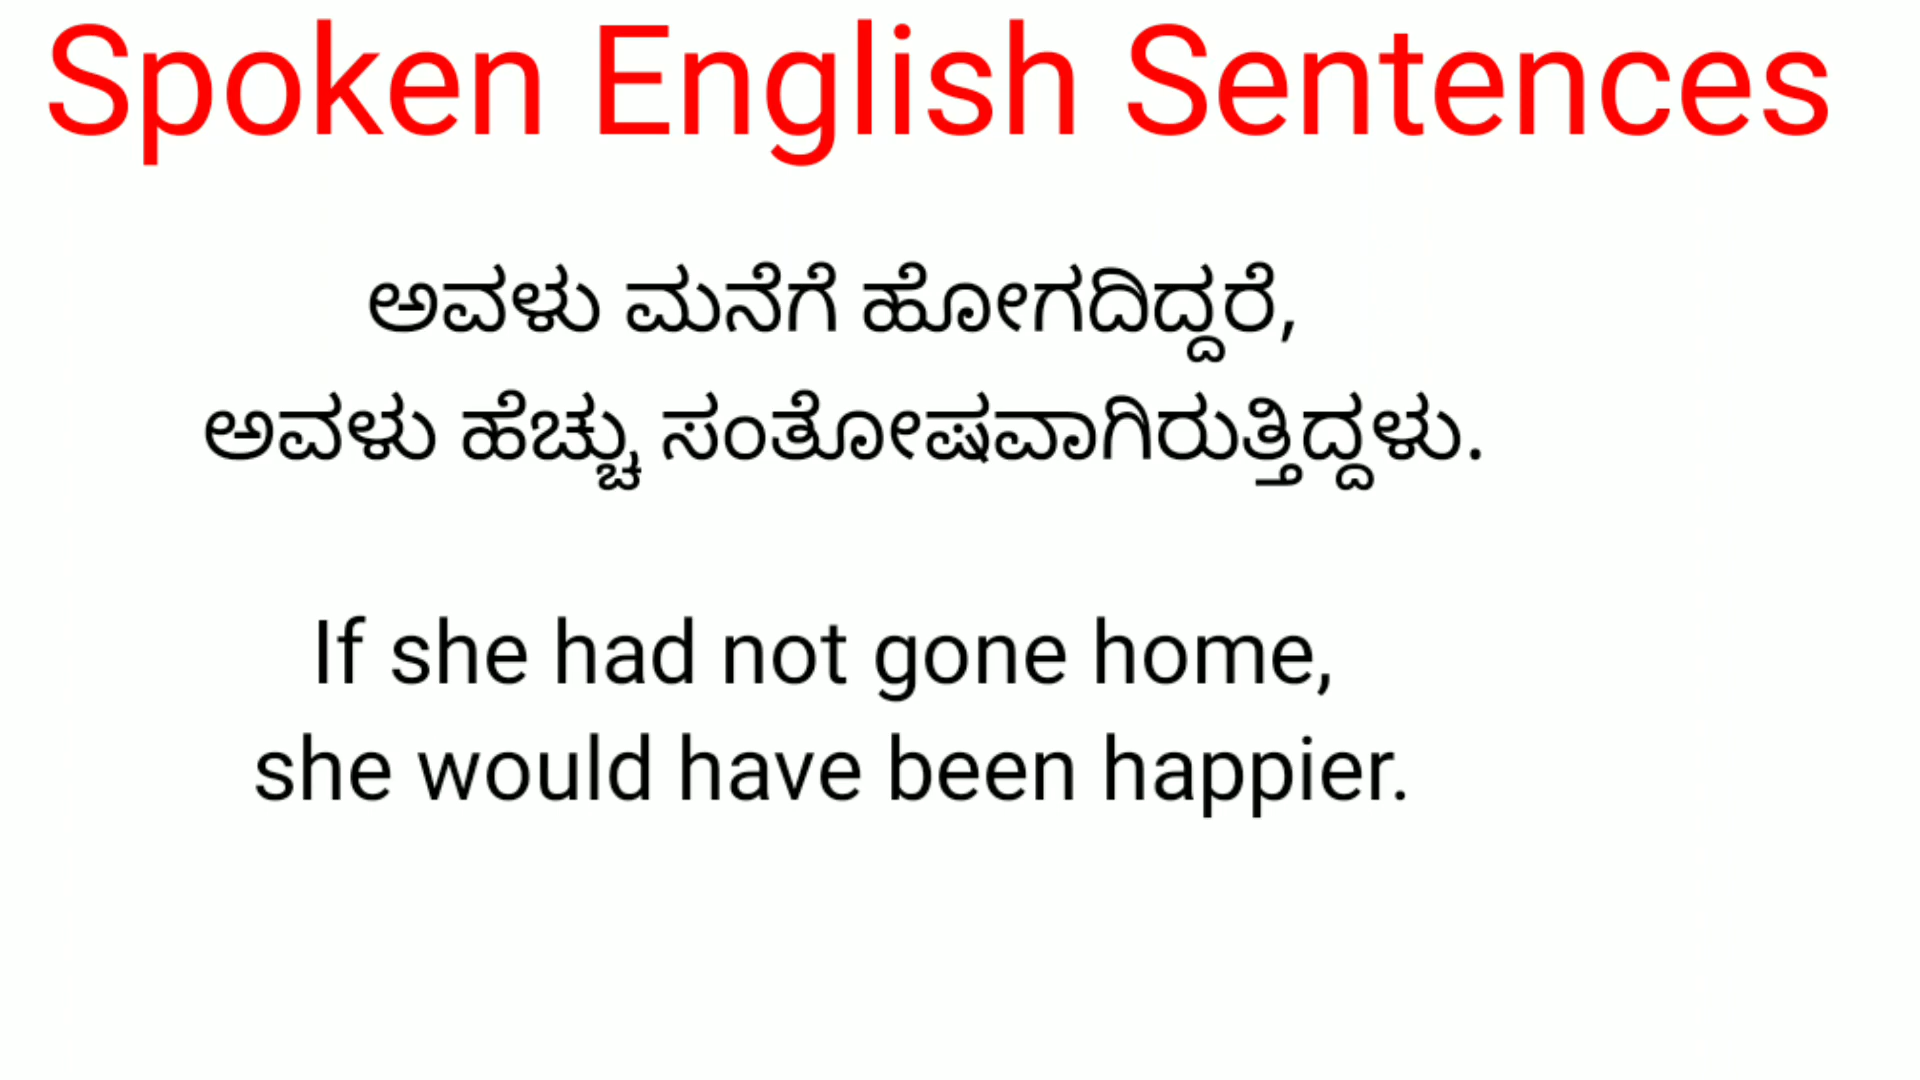 Spoken English Sentences
ಅವಳು ಮನೆಗೆ ಹೋಗದಿದ್ದರೆ,
ಅವಳು ಹೆಚ್ಚು ಸಂತೋಷವಾಗಿರುತ್ತಿದ್ದಳು.
If she had not gone home,
she would have been happier.